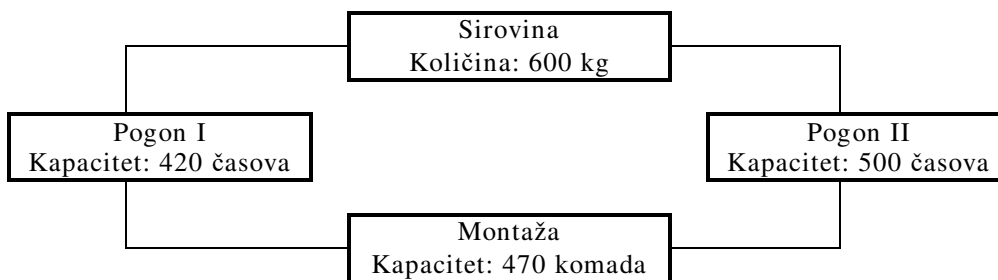 Sirovina
Količina: 600 kg
Pogon I
Kapacitet: 420 časova
Pogon II
Kapacitet: 500 časova
Montaža
Kapacitet: 470 komada